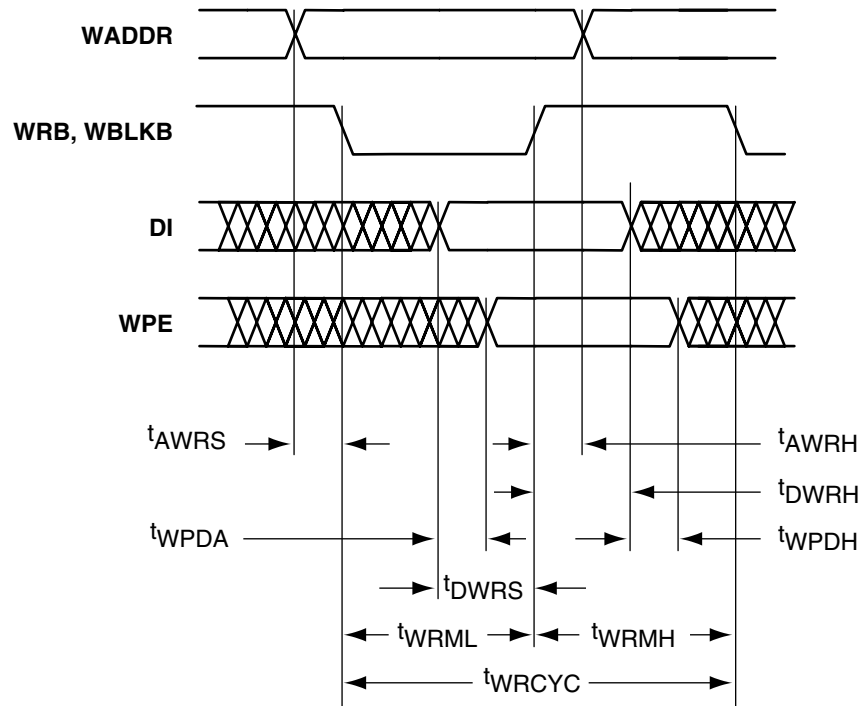 WADDR
WRB, WBLKB
DI
WPE
tAWRS
tAWRH
tDWRH
tWPDA
tWPDH
tDWRS
tWRML
tWRMH
tWRCYC